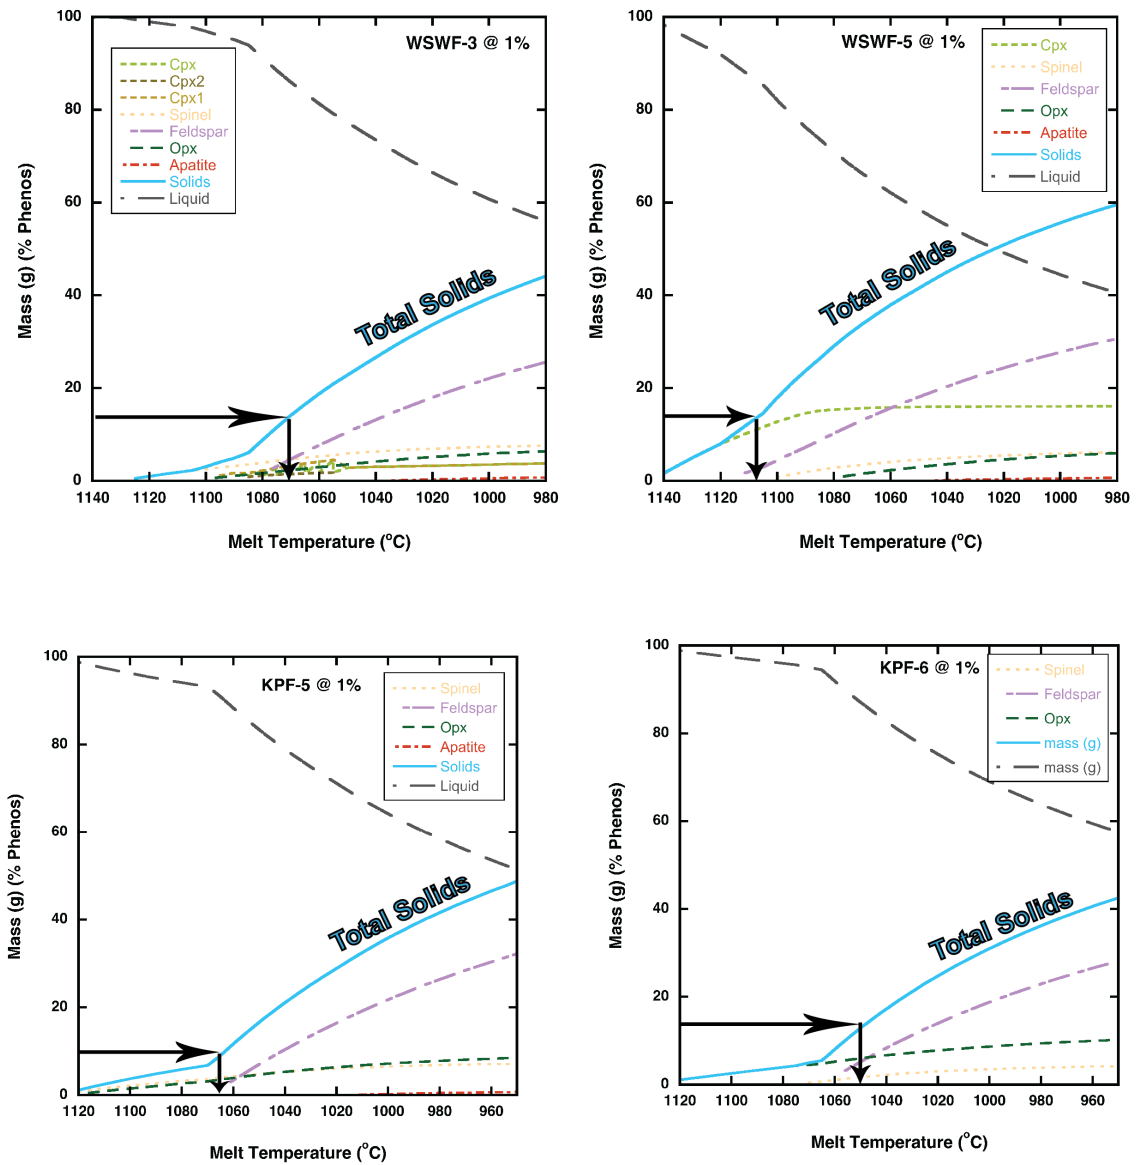 WSWF-3 @ 1%
Cpx
Cpx2
Cpx1
Spinel
Feldspar
Opx
Apatite
Solids
Liquid
Total Solids
100
80
60
40
20
0
1140 1120 1100 1080 1060 1040 1020 1000 980
Mass (g) (% Phenos)
Melt Temperature (°C)
WSWF-5 @ 1%
Cpx
Spinel
Feldspar
Opx
Apatite
Solids
Liquid
Total Solids
100
80
60
40
20
0
1140 1120 1100 1080 1060 1040 1020 1000 980
Mass (g) (% Phenos)
Melt Temperature (°C)
KPF-5 @ 1%
Spinel
Feldspar
Opx
Apatite
Solids
Liquid
Total Solids
100
80
60
40
20
0
1120 1100 1080 1060 1040 1020 1000 980 960
Mass (g) (% Phenos)
Melt Temperature (°C)
KPF-6 @ 1%
Spinel
Feldspar
Opx
mass (g)
mass (g)
Total Solids
100
80
60
40
20
0
1120 1100 1080 1060 1040 1020 1000 980 960
Mass (g) (% Phenos)
Melt Temperature (°C)